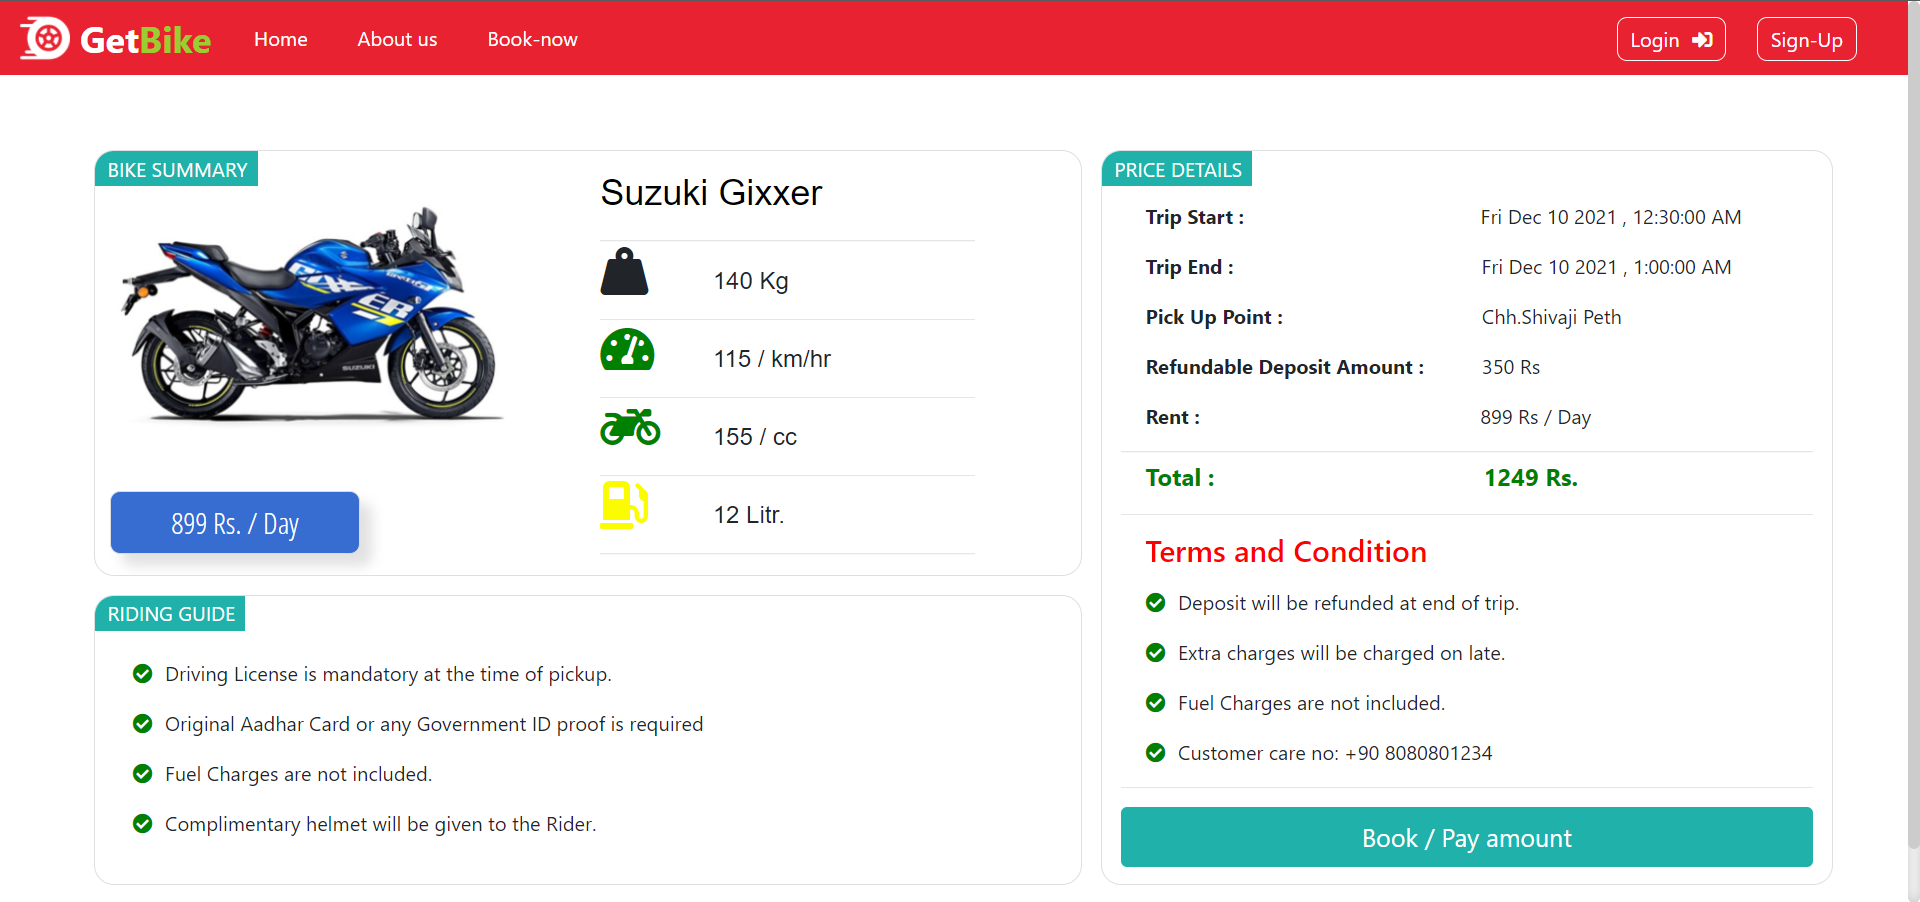 GetBike Home About us Book-now Login Sign-Up
BIKE SUMMARY
Suzuki Gixxer
140 Kg
115 / km/hr
155 / cc
12 Litr.
899 Rs. / Day
RIDING GUIDE
Driving License is mandatory at the time of pickup.
Original Aadhar Card or any Government ID proof is required
Fuel Charges are not included.
Complimentary helmet will be given to the Rider.
PRICE DETAILS
Trip Start : Fri Dec 10 2021 , 12:30:00 AM
Trip End : Fri Dec 10 2021 , 1:00:00 AM
Pick Up Point : Chh.Shivaji Peth
Refundable Deposit Amount : 350 Rs
Rent : 899 Rs / Day
Total : 1249 Rs.
Terms and Condition
Deposit will be refunded at end of trip.
Extra charges will be charged on late.
Fuel Charges are not included.
Customer care no: +90 8080801234
Book / Pay amount